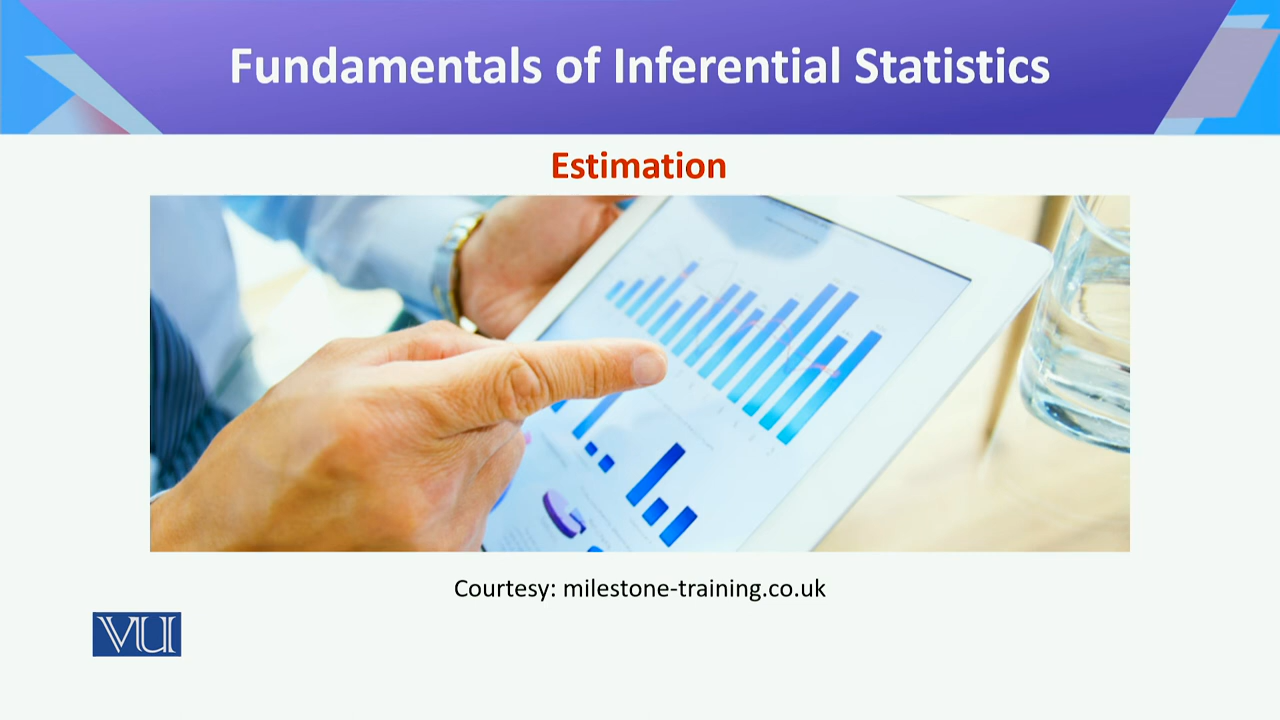 Fundamentals of Inferential Statistics
Estimation
Courtesy: milestone-training.co.uk
VU